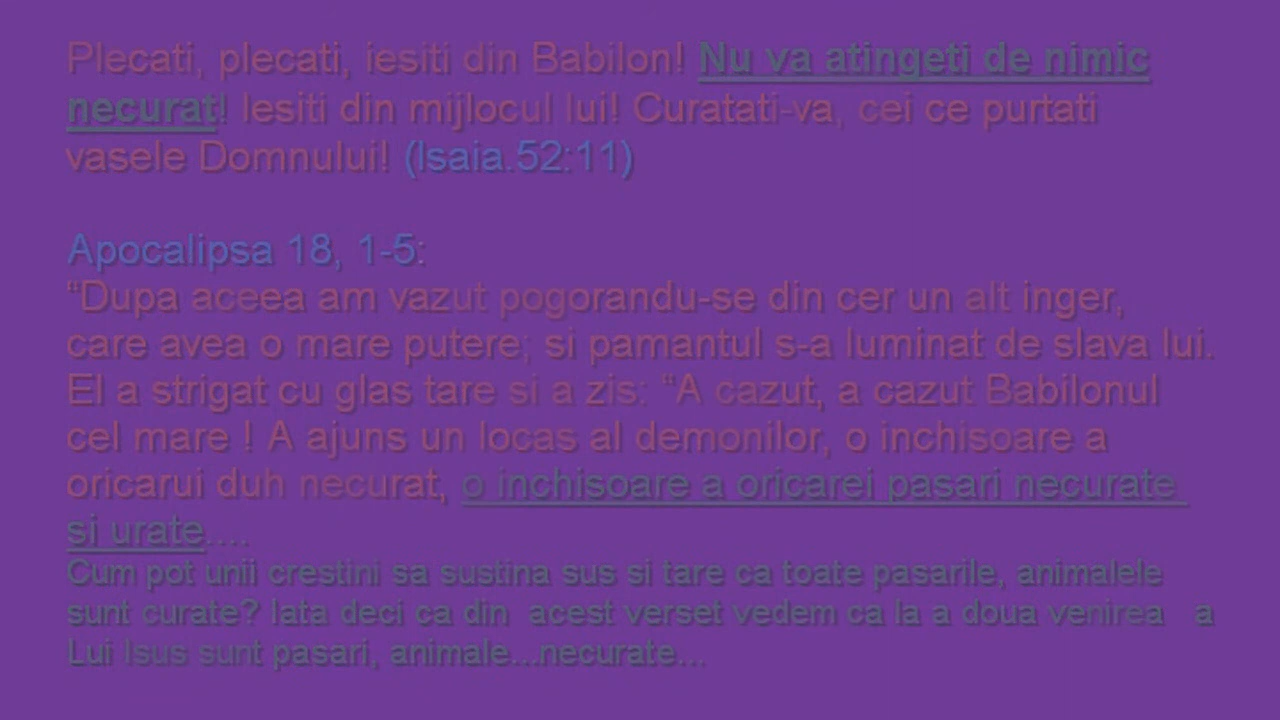 Plecati, plecati, iesiti din Babilon! Nu va atingeti de nimic
necurat! Iesiti din mijlocul lui! Curatati-va, cei ce purtati
vasele Domnului! (Isaia.52:11)
Apocalipsa 18, 1-5:
“Dupa aceea am vazut pogorandu-se din cer un alt inger,
care avea o mare putere; si pamantul s-a luminat de slava lui.
El a strigat cu glas tare si a zis: “A cazut, a cazut Babilonul
cel mare ! A ajuns un locas al demonilor, o inchisoare a
oricarui duh necurat, o inchisoare a oricarei pasari necurate
si urate....
Cum pot unii crestini sa sustina sus si tare ca toate pasarile, animalele
sunt curate? Iata deci ca din acest verset vedem ca la a doua venirea a
Lui Isus sunt pasari, animale...necurate...